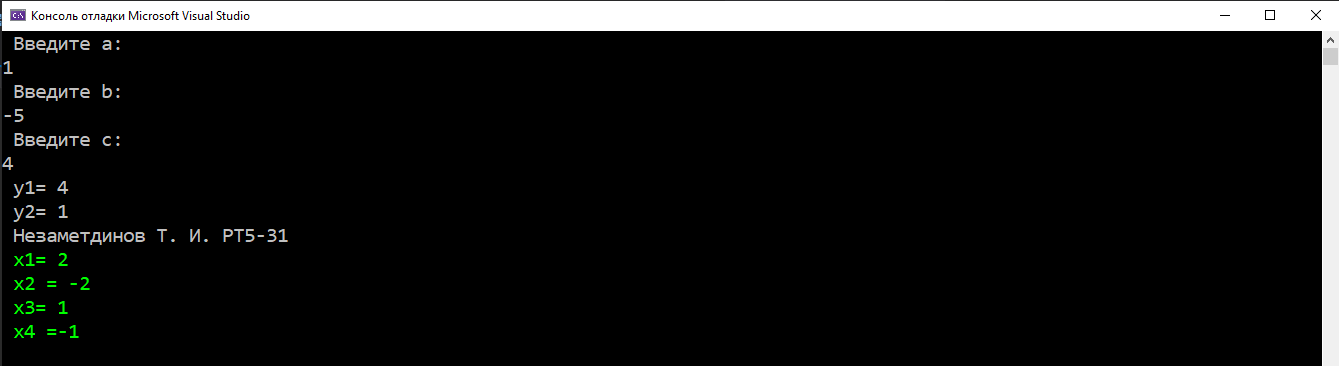 Консоль отладки Microsoft Visual Studio
Введите a:
1
Введите b:
-5
Введите c:
4
y1= 4
y2= 1
Незаметдинов Т. И. РТ5-31
x1= 2
x2 = -2
x3= 1
x4 =-1